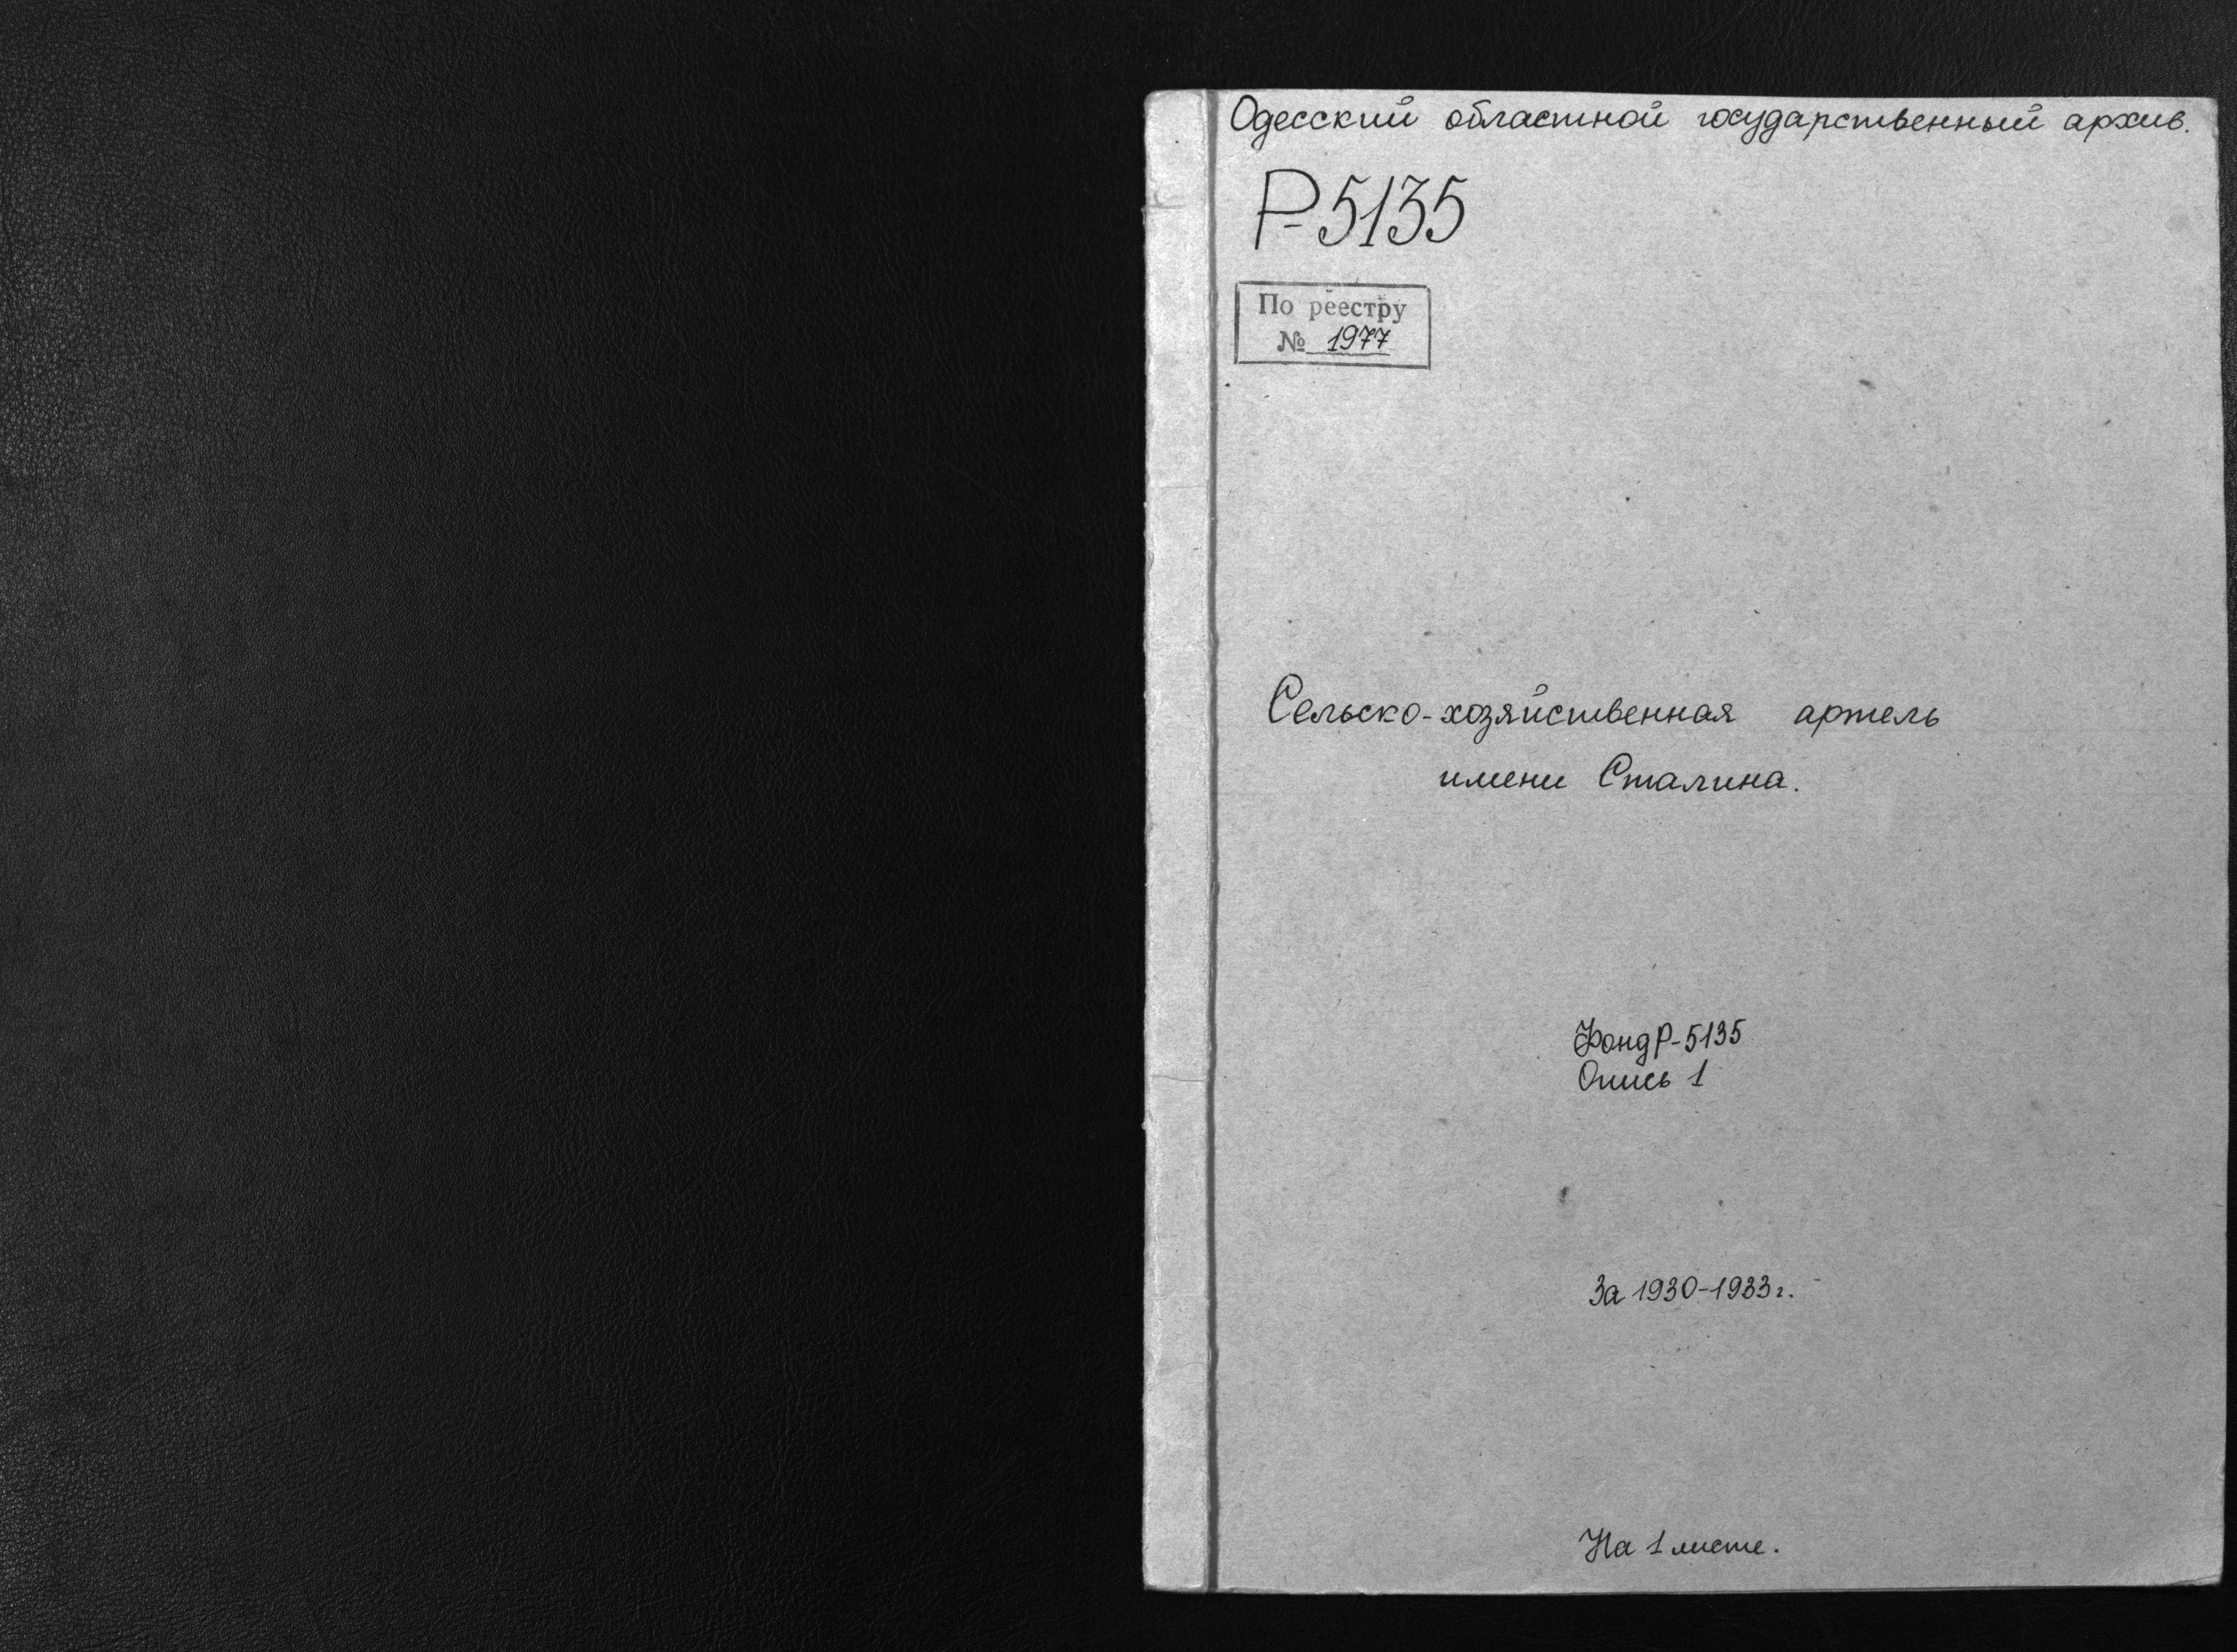 Одесский областной государственный архив.
Р-5135
По реестру
№ 1977
Сельско-хозяйственная артель
имени Сталина.
Фонд Р-5135
Опись 1
За 1930-1933г.
На 1 листе.